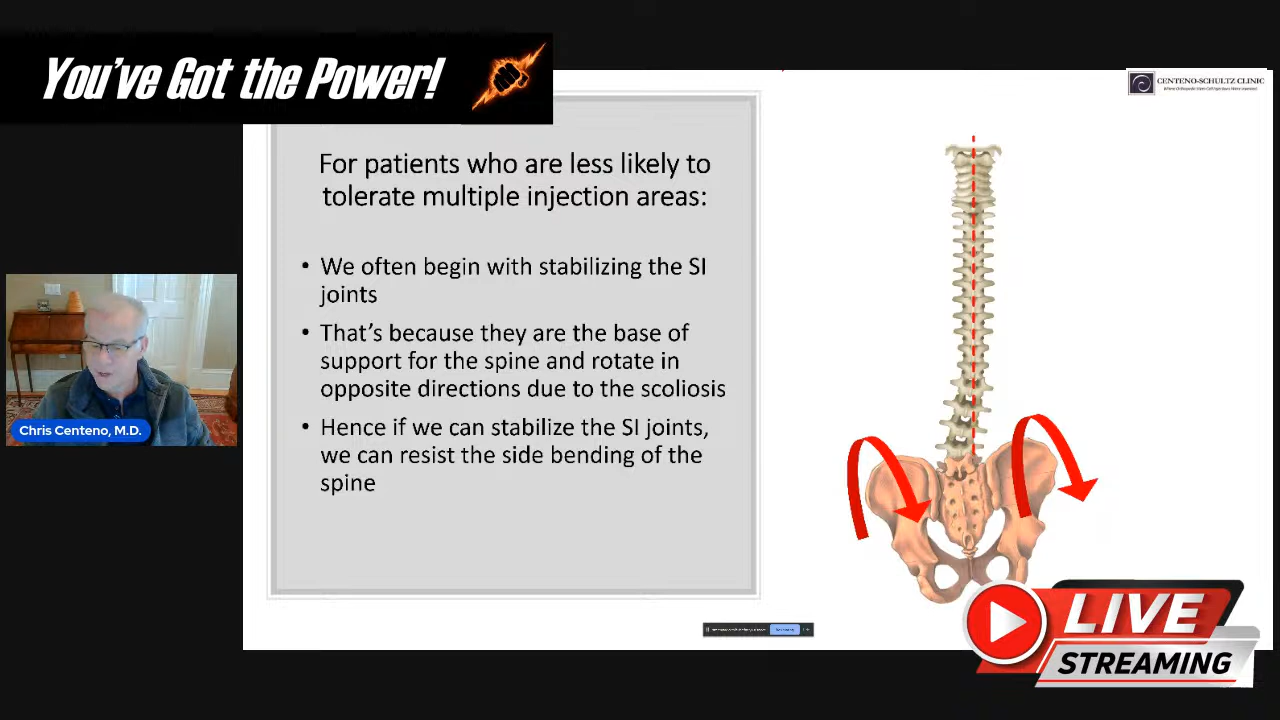 You've Got the Power!
CENTENO-SCHULTZ CLINIC
For patients who are less likely to
tolerate multiple injection areas:
• We often begin with stabilizing the SI
joints
• That's because they are the base of
support for the spine and rotate in
opposite directions due to the scoliosis
• Hence if we can stabilize the SI joints,
we can resist the side bending of the
spine
Chris Centeno, M.D.
LIVE
STREAMING